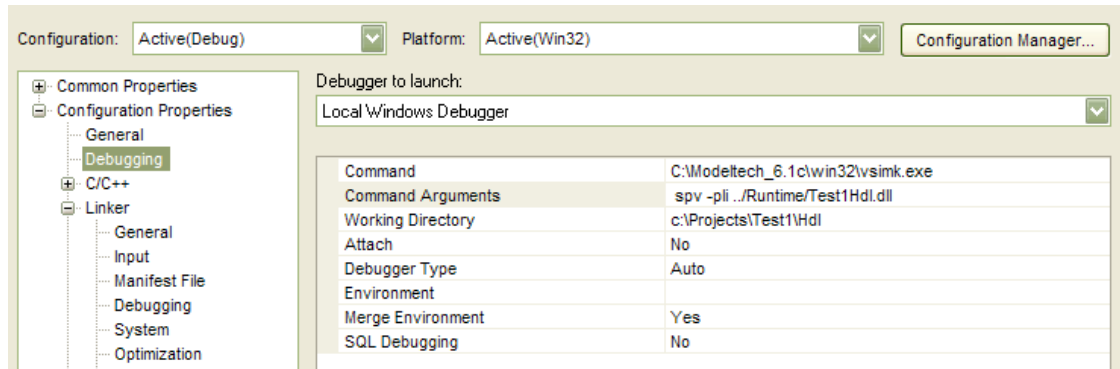 Configuration: Active(Debug) Platform: Active(Win32) Configuration Manager...
Common Properties
Configuration Properties
General
Debugging
C/C++
Linker
General
Input
Manifest File
Debugging
System
Optimization
Debugger to launch:
Local Windows Debugger
Command C:\Modeltech_6.1c\win32\vsimk.exe
Command Arguments spv -pli ../Runtime/Test1Hdl.dll
Working Directory c:\Projects\Test1\Hdl
Attach No
Debugger Type Auto
Environment
Merge Environment Yes
SQL Debugging No